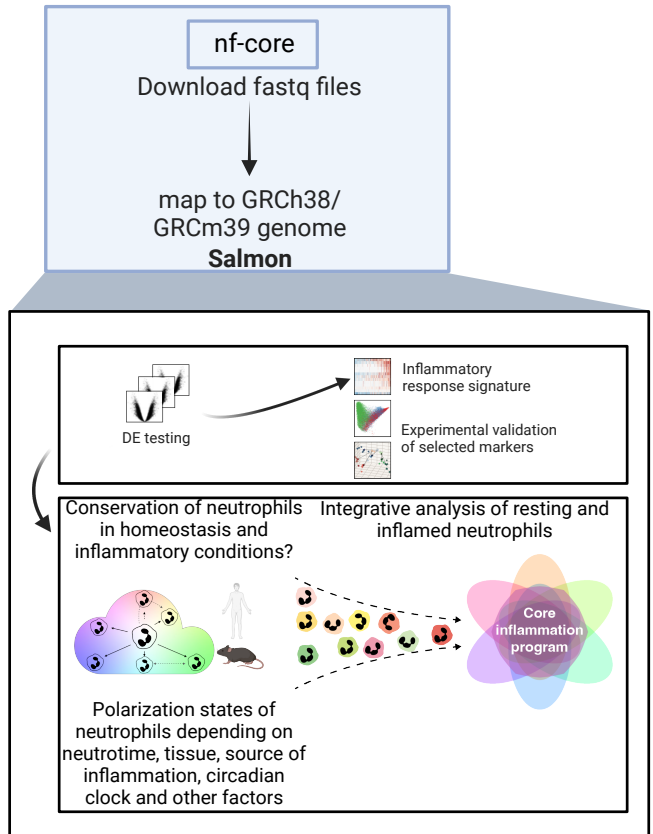 nf-core
Download fastq files
map to GRCh38/
GRCm39 genome
Salmon
DE testing
Inflammatory
response signature
Experimental validation
of selected markers
Conservation of neutrophils
in homeostasis and
inflammatory conditions?
Integrative analysis of resting and
inflamed neutrophils
Core
inflammation
program
Polarization states of
neutrophils depending on
neutrotime, tissue, source of
inflammation, circadian
clock and other factors